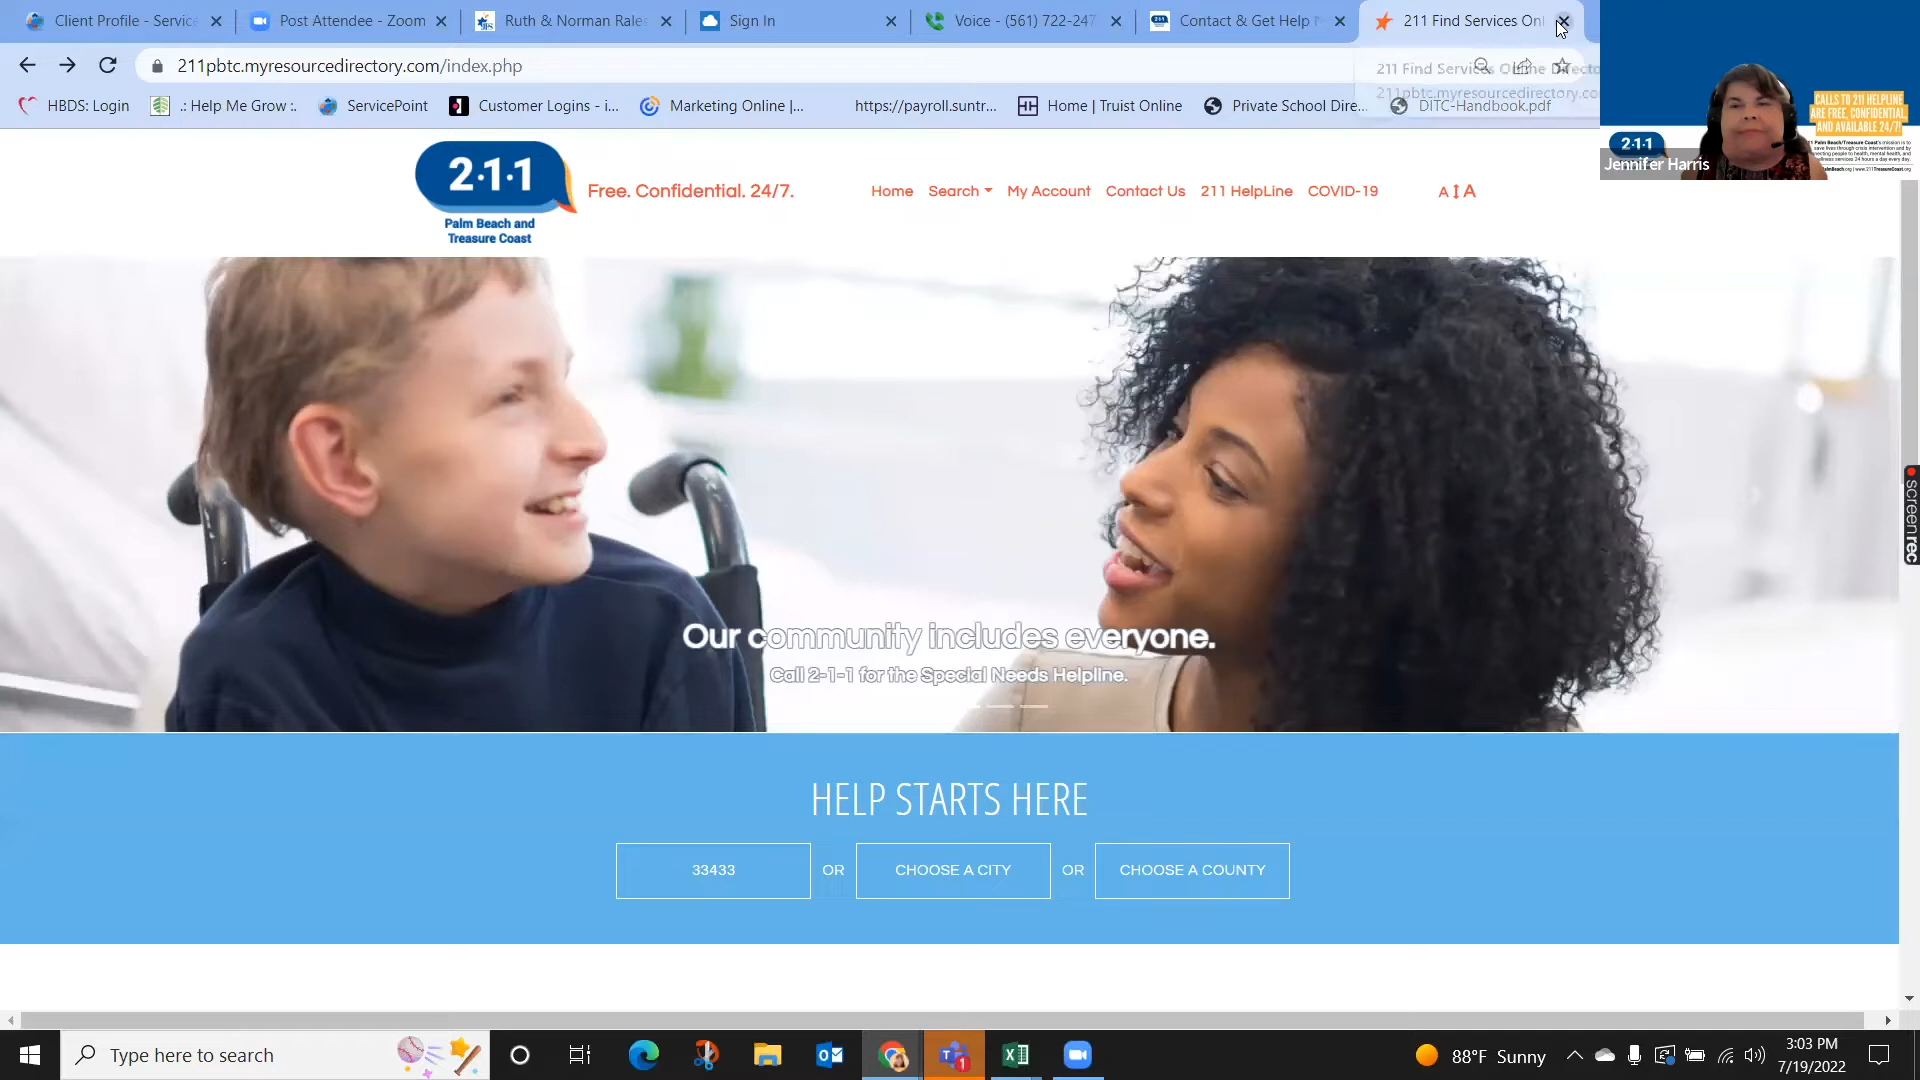 Client Profile - Service
Post Attendee - Zoom
Ruth & Norman Rales
Sign In
Voice - (561) 722-247
Contact & Get Help
211 Find Services Onl
211pbtc.myresourcedirectory.com/index.php
211 Find Services Online Directo
211pbtc.myresourcedirectory.co
HBDS: Login
.: Help Me Grow :.
ServicePoint
Customer Logins - i...
Marketing Online |...
https://payroll.suntr...
Home | Truist Online
Private School Dire...
DITC-Handbook.pdf
CALLS TO 211 HELPLINE
ARE FREE, CONFIDENTIAL,
AND AVAILABLE 24/7!
2·1·1
Jennifer Harris
2·1·1
Palm Beach and
Treasure Coast
Free. Confidential. 24/7.
Home
Search
My Account
Contact Us
211 HelpLine
COVID-19
A A
Our community includes everyone.
Call 2-1-1 for the Special Needs Helpline.
screenrec
HELP STARTS HERE
33433
OR
CHOOSE A CITY
OR
CHOOSE A COUNTY
Type here to search
88°F Sunny
3:03 PM
7/19/2022